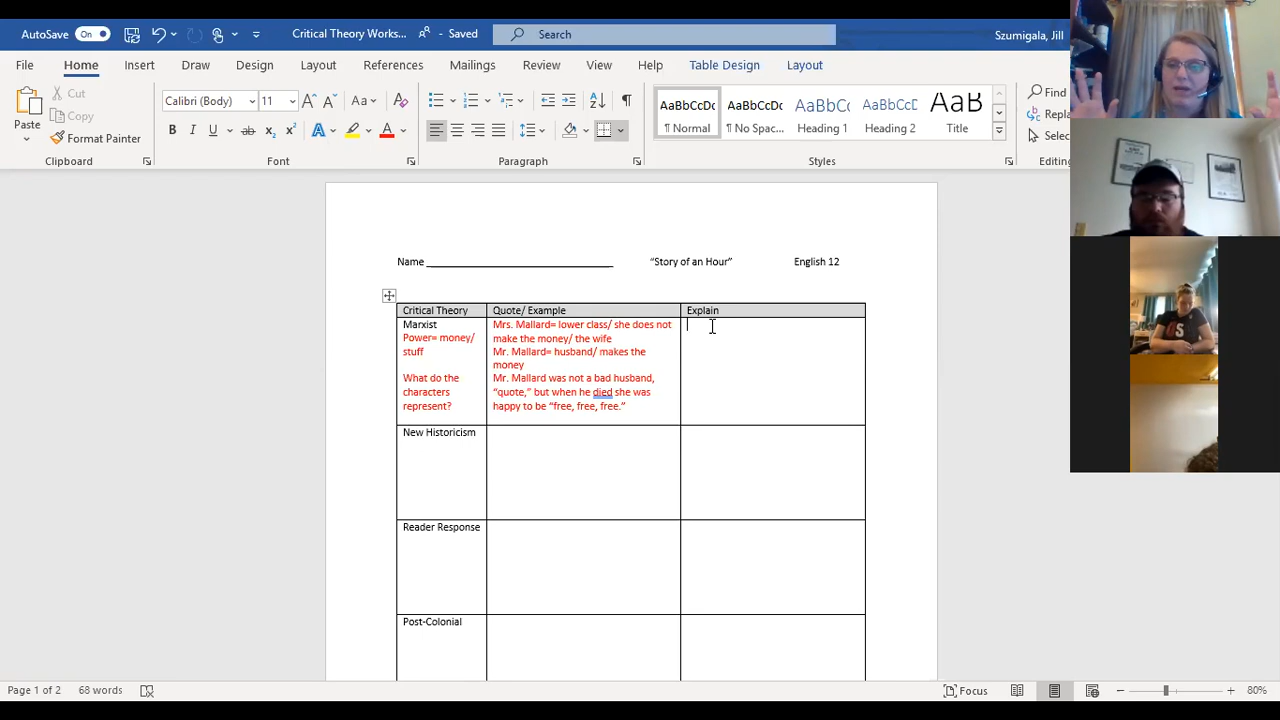 AutoSave On Critical Theory Works... - Saved Search Szumigala, Jill
File Home Insert Draw Design Layout References Mailings Review View Help Table Design Layout
Paste
Cut
Copy
Format Painter
Clipboard
Calibri (Body) 11
Font
Paragraph
AaBbCcDc AaBbCcDc AaBbCc AaBbCcD AaB
¶ Normal ¶ No Spac... Heading 1 Heading 2 Title
Styles
Find
Repla
Selec
Editing
Name ______________________________ “Story of an Hour” English 12
Critical Theory Quote/ Example Explain
Marxist
Power= money/
stuff
What do the
characters
represent?
Mrs. Mallard= lower class/ she does not
make the money/ the wife
Mr. Mallard= husband/ makes the
money
Mr. Mallard was not a bad husband,
“quote,” but when he died she was
happy to be “free, free, free.”
New Historicism
Reader Response
Post-Colonial
Page 1 of 2 68 words Focus 80%